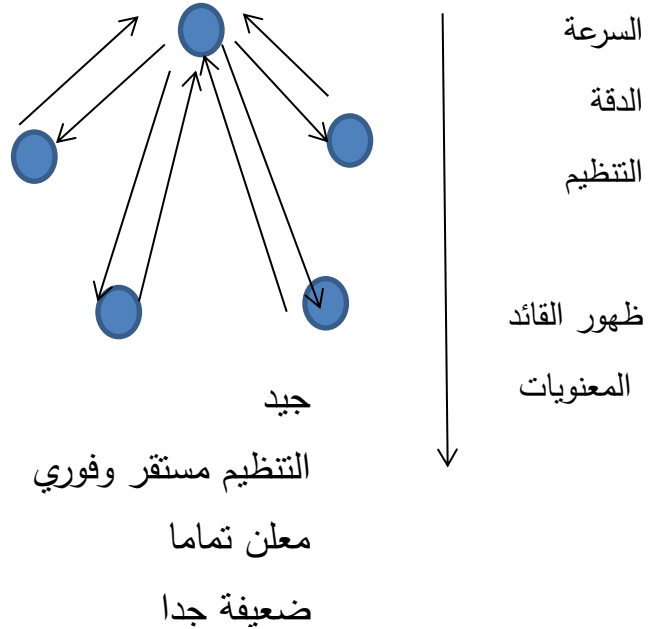 السرعة
الدقة
التنظيم
ظهور القائد
المعنويات
جيد
التنظيم مستقر وفوري
معلن تماما
ضعيفة جدا